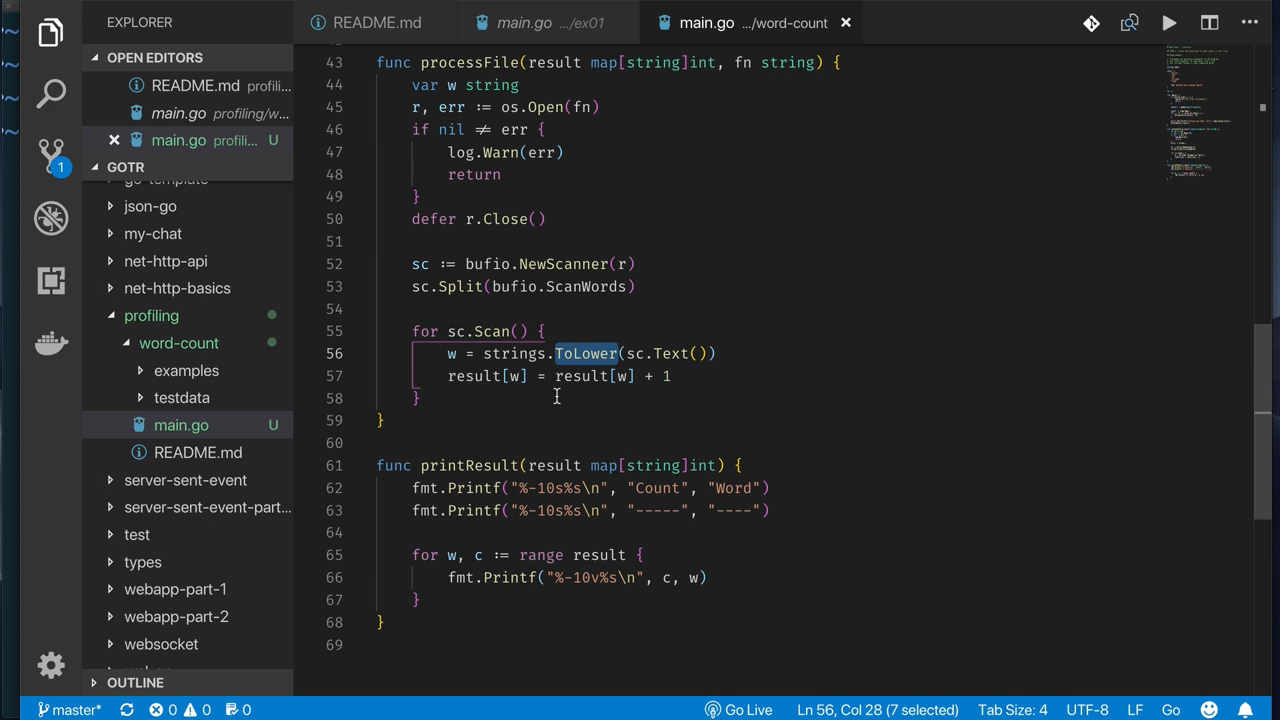 EXPLORER
README.md
main.go .../ex01
main.go .../word-count
OPEN EDITORS
README.md profili...
main.go profiling/w...
main.go profili... U
GOTR
go-template
json-go
my-chat
net-http-api
net-http-basics
profiling
word-count
examples
testdata
main.go U
README.md
server-sent-event
server-sent-event-part...
test
types
webapp-part-1
webapp-part-2
websocket
OUTLINE
1
43 func processFile(result map[string]int, fn string) {
44 var w string
45 r, err := os.Open(fn)
46 if nil ≠ err {
47 log.Warn(err)
48 return
49 }
50 defer r.Close()
51
52 sc := bufio.NewScanner(r)
53 sc.Split(bufio.ScanWords)
54
55 for sc.Scan() {
56 w = strings.ToLower(sc.Text())
57 result[w] = result[w] + 1
58 }
59 }
60
61 func printResult(result map[string]int) {
62 fmt.Printf("%-10s%s\n", "Count", "Word")
63 fmt.Printf("%-10s%s\n", "-----", "----")
64
65 for w, c := range result {
66 fmt.Printf("%-10v%s\n", c, w)
67 }
68 }
69
master* 0 0 0 Go Live Ln 56, Col 28 (7 selected) Tab Size: 4 UTF-8 LF Go